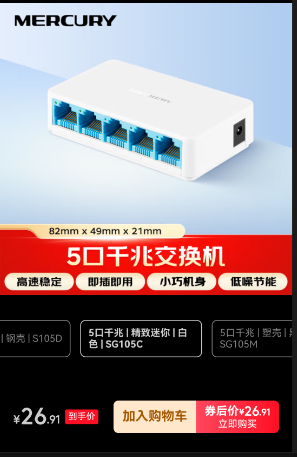 MERCURY
MERCURY
82mm x 49mm x 21mm
5口千兆交换机
高速稳定 即插即用 小巧机身 低噪节能
| 钢壳 | S105D
5口千兆 | 精致迷你 | 白
色 | SG105C
5口千兆 | 塑壳 |
SG105M
¥26.91 到手价
加入购物车
券后价¥26.91
立即购买